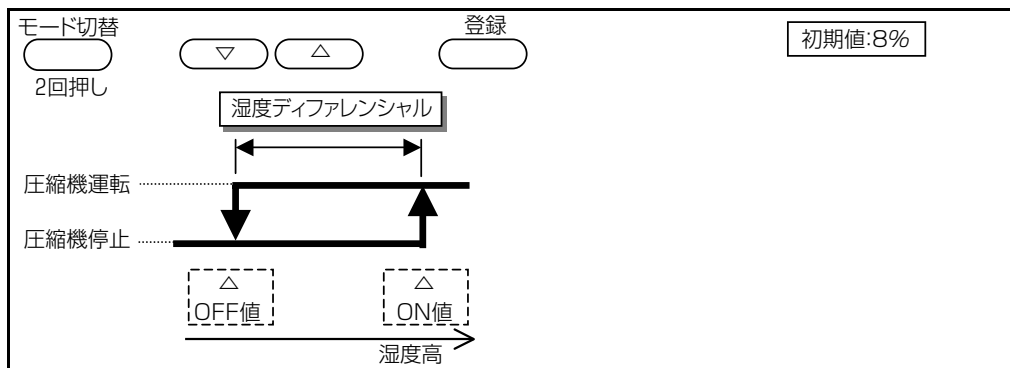 モード切替
登録
初期値:8%
▽
△
2回押し
湿度ディファレンシャル
圧縮機運転
圧縮機停止
△
OFF値
△
ON値
湿度高